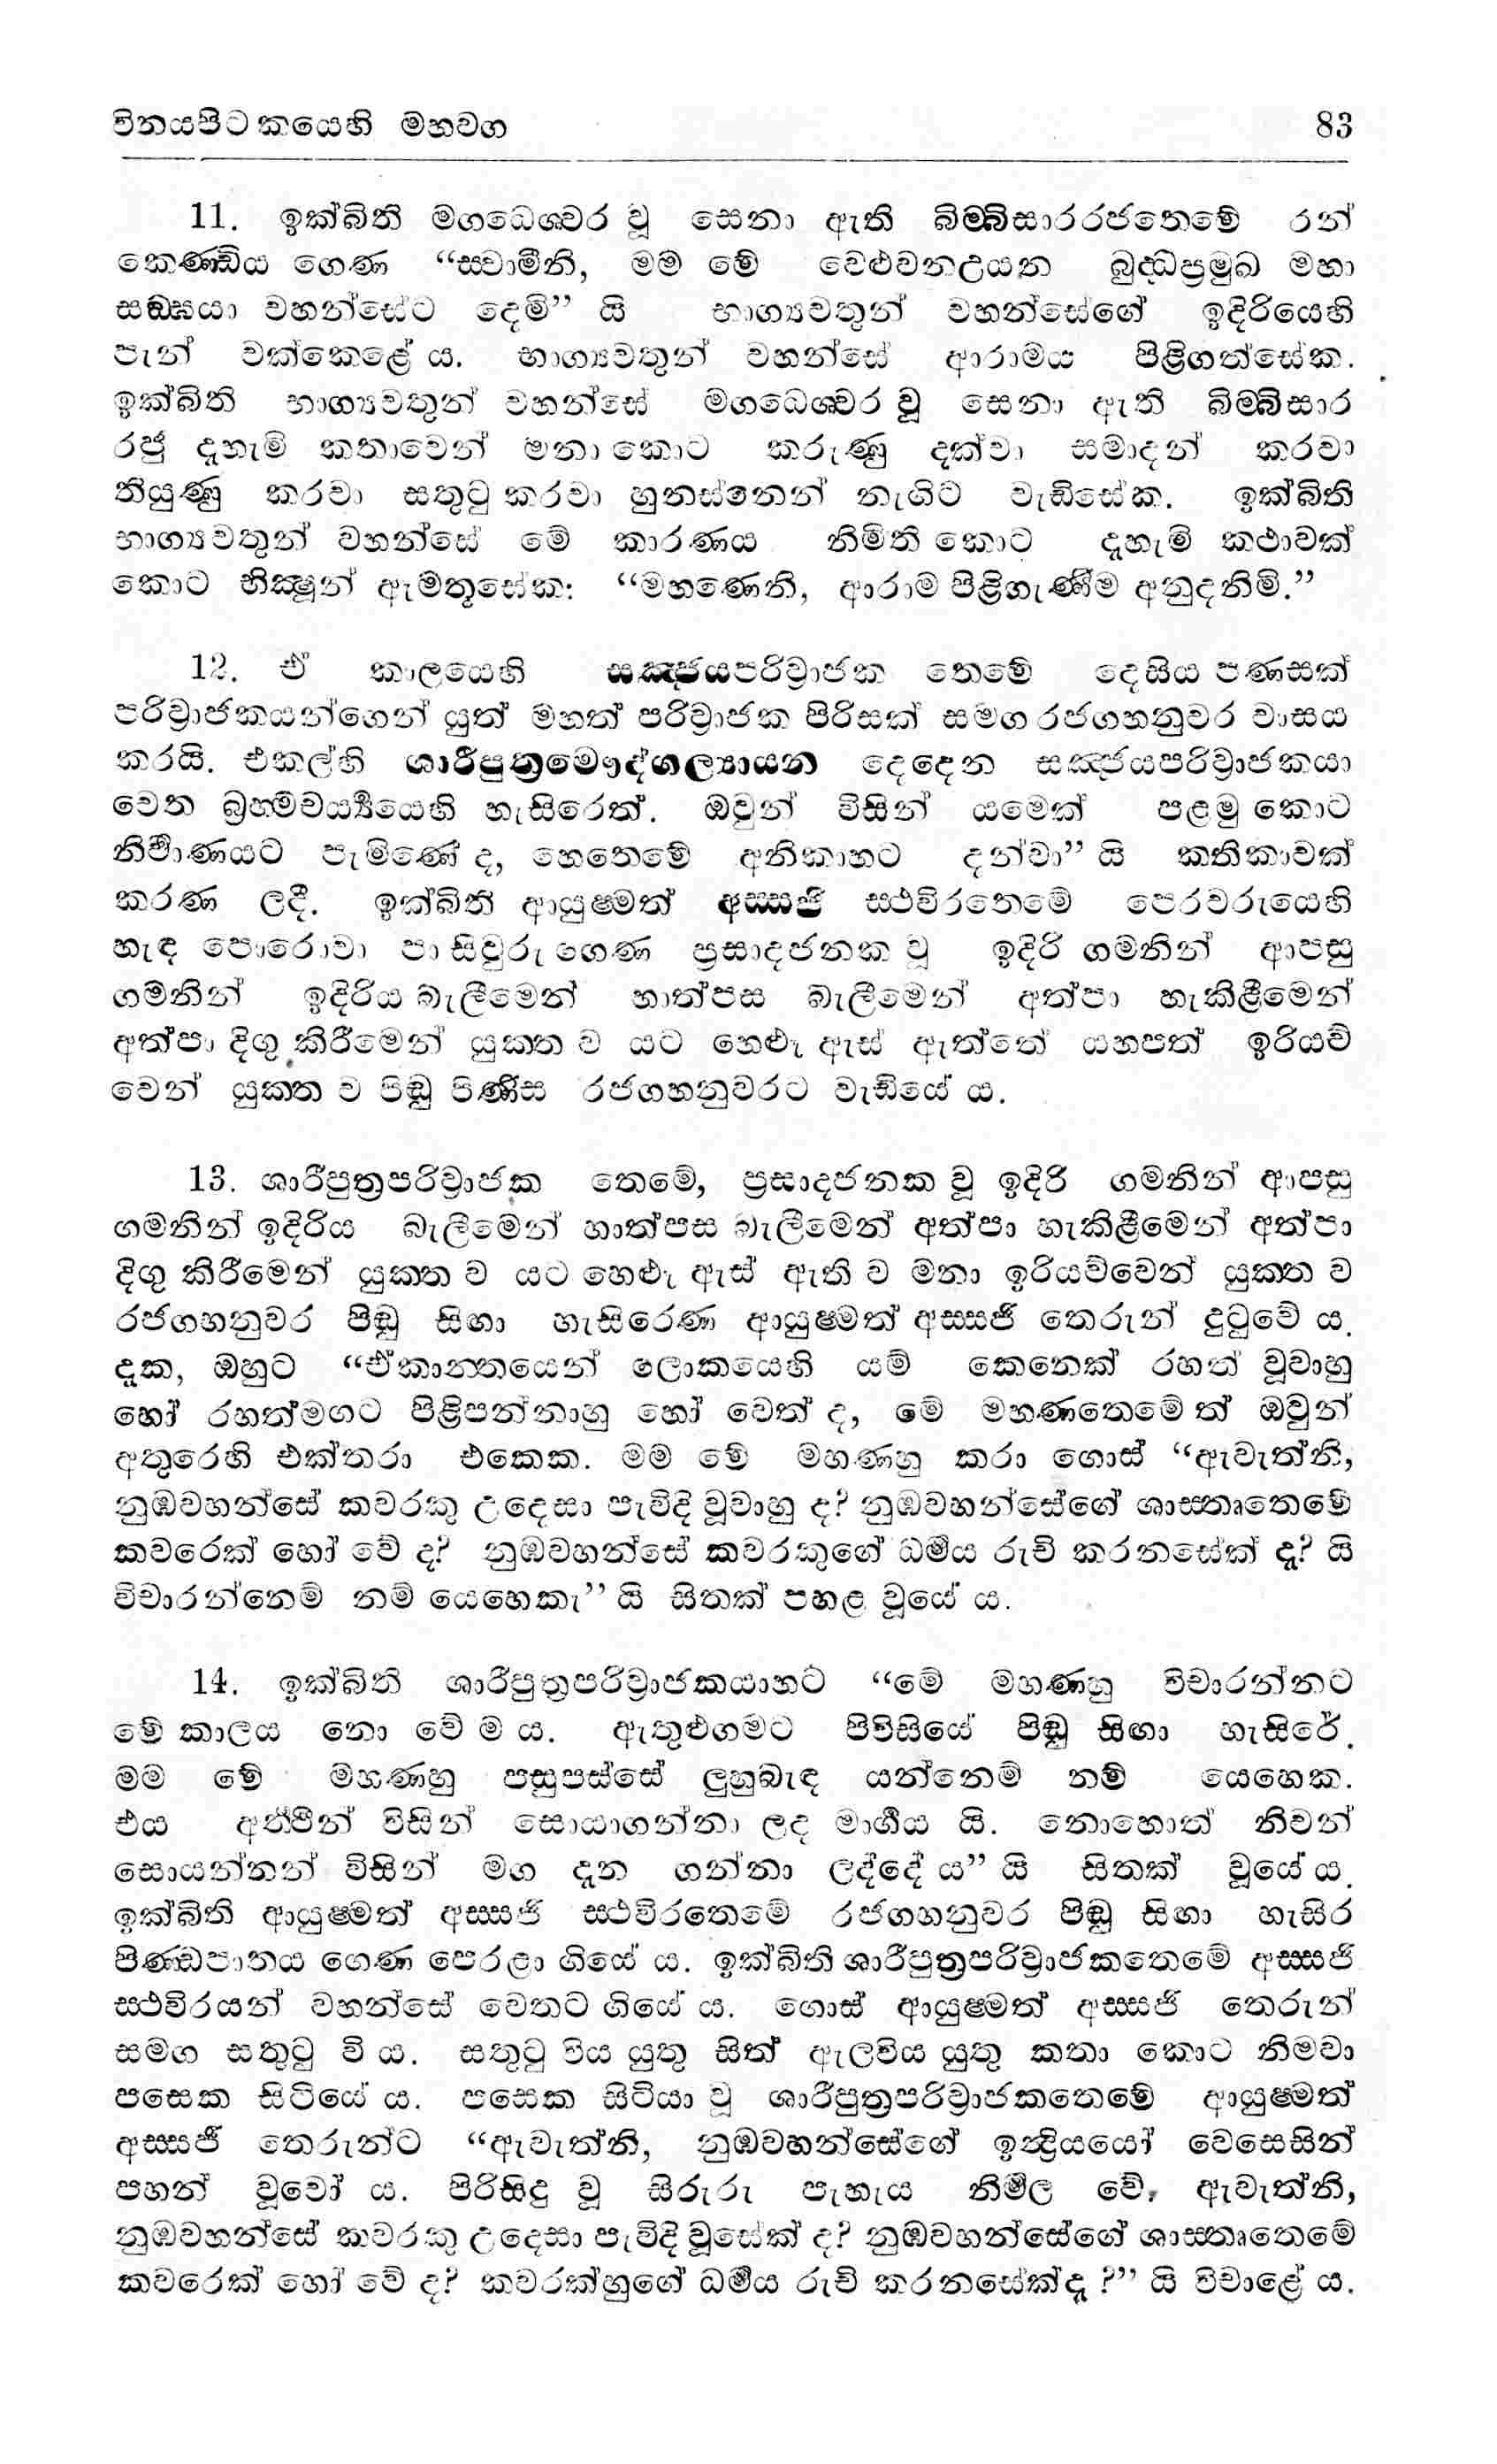 විනයපිටකයෙහි මහවග 83
11. ඉක්බිති මගධෙශ්වර වූ සෙනා ඇති බිම්බිසාරරජතෙමේ රන්
කෙණ්ඩිය ගෙණ “ස්වාමීනි, මම මේ වෙළුවනඋයන බුද්ධප්‍රමුඛ මහා
සඞ්ඝයා වහන්සේට දෙමි” යි භාග්‍යවතුන් වහන්සේගේ ඉදිරියෙහි
පැන් වක්කෙළේ ය. භාග්‍යවතුන් වහන්සේ ආරාමය පිළිගත්සේක.
ඉක්බිති භාග්‍යවතුන් වහන්සේ මගධෙශ්වර වූ සෙනා ඇති බිම්බිසාර
රජු දැහැමි කතාවෙන් මනා කොට කරුණු දක්වා සමාදන් කරවා
තියුණු කරවා සතුටු කරවා හුනස්නෙන් නැගිට වැඩිසේක. ඉක්බිති
භාග්‍යවතුන් වහන්සේ මේ කාරණය නිමිති කොට දැහැමි කථාවක්
කොට භික්ෂූන් ඇමතූසේක: “මහණෙනි, ආරාම පිළිගැණීම අනුදනිමි.”
12. ඒ කාලයෙහි සඤ්ජයපරිව්‍රාජක තෙමේ දෙසිය පණසක්
පරිව්‍රාජකයන්ගෙන් යුත් මහත් පරිව්‍රාජක පිරිසක් සමග රජගහනුවර වාසය
කරයි. එකල්හි ශාරීපුත්‍රමෞද්ගල්‍යායන දෙදෙන සඤ්ජයපරිව්‍රාජකයා
වෙත බ්‍රහ්මචර්‍ය්‍යයෙහි හැසිරෙත්. ඔවුන් විසින් යමෙක් පළමු කොට
නිර්‍වාණයට පැමිණේ ද, හෙතෙමේ අනිකාහට දන්වා” යි කතිකාවක්
කරණ ලදී. ඉක්බිති ආයුෂ්මත් අස්සජි ස්ථවිරතෙමේ පෙරවරුයෙහි
හැඳ පොරොවා පා සිවුරු ගෙණ ප්‍රසාදජනක වූ ඉදිරි ගමනින් ආපසු
ගමනින් ඉදිරිය බැලීමෙන් හාත්පස බැලීමෙන් අත්පා හැකිළීමෙන්
අත්පා දිගු කිරීමෙන් යුක්ත ව යට හෙළූ ඇස් ඇත්තේ යහපත් ඉරියව්
වෙන් යුක්ත ව පිඬු පිණිස රජගහනුවරට වැඩියේ ය.
13. ශාරීපුත්‍රපරිව්‍රාජක තෙමේ, ප්‍රසාදජනක වූ ඉදිරි ගමනින් ආපසු
ගමනින් ඉදිරිය බැලීමෙන් හාත්පස බැලීමෙන් අත්පා හැකිළීමෙන් අත්පා
දිගු කිරීමෙන් යුක්ත ව යට හෙළූ ඇස් ඇති ව මනා ඉරියව්වෙන් යුක්ත ව
රජගහනුවර පිඬු සිඟා හැසිරෙණ ආයුෂ්මත් අස්සජි තෙරුන් දුටුවේ ය.
දැක, ඔහුට “ඒකාන්තයෙන් ලොකයෙහි යම් කෙනෙක් රහත් වූවාහු
හෝ රහත්මගට පිළිපන්නාහු හෝ වෙත් ද, මේ මහණතෙමේ ත් ඔවුන්
අතුරෙහි එක්තරා එකෙක. මම මේ මහණහු කරා ගොස් “ඇවැත්නි,
නුඹවහන්සේ කවරකු උදෙසා පැවිදි වූවාහු ද? නුඹවහන්සේගේ ශාස්තෘතෙමේ
කවරෙක් හෝ වේ ද? නුඹවහන්සේ කවරකුගේ ධර්‍මය රුචි කරනසේක් දැ? යි
විචාරන්නෙම් නම් යෙහෙකැ” යි සිතක් පහළ වූයේ ය.
14. ඉක්බිති ශාරීපුත්‍රපරිව්‍රාජකයාහට “මේ මහණහු විචාරන්නට
මේ කාලය නො වේ ම ය. ඇතුළුගමට පිවිසියේ පිඬු සිඟා හැසිරේ.
මම මේ මහණහු පසුපස්සේ ලුහුබැඳ යන්නෙම් නම් යෙහෙක.
එය අර්‍ත්‍ථීන් විසින් සොයාගන්නා ලද මාර්‍ගය යි. නොහොත් නිවන්
සොයන්නන් විසින් මග දැන ගන්නා ලද්දේ ය” යි සිතක් වූයේ ය.
ඉක්බිති ආයුෂ්මත් අස්සජි ස්ථවිරතෙමේ රජගහනුවර පිඬු සිඟා හැසිර
පිණ්ඩපාතය ගෙණ පෙරළා ගියේ ය. ඉක්බිති ශාරීපුත්‍රපරිව්‍රාජකතෙමේ අස්සජි
ස්ථවිරයන් වහන්සේ වෙතට ගියේ ය. ගොස් ආයුෂ්මත් අස්සජි තෙරුන්
සමග සතුටු වි ය. සතුටු විය යුතු සිත් ඇලවිය යුතු කතා කොට නිමවා
පසෙක සිටියේ ය. පසෙක සිටියා වූ ශාරීපුත්‍රපරිව්‍රාජකතෙමේ ආයුෂ්මත්
අස්සජී තෙරුන්ට “ඇවැත්නි, නුඹවහන්සේගේ ඉන්‍ද්‍රියයෝ වෙසෙසින්
පහන් වූවෝ ය. පිරිසිදු වූ සිරුරු පැහැය නිර්‍මල වේ, ඇවැත්නි,
නුඹවහන්සේ කවරකු උදෙසා පැවිදි වූසේක් ද? නුඹවහන්සේගේ ශාස්තෘතෙමේ
කවරෙක් හෝ වේ ද? කවරක්හුගේ ධර්‍මය රුචි කරනසේක්දැ ?” යි විචාළේ ය.